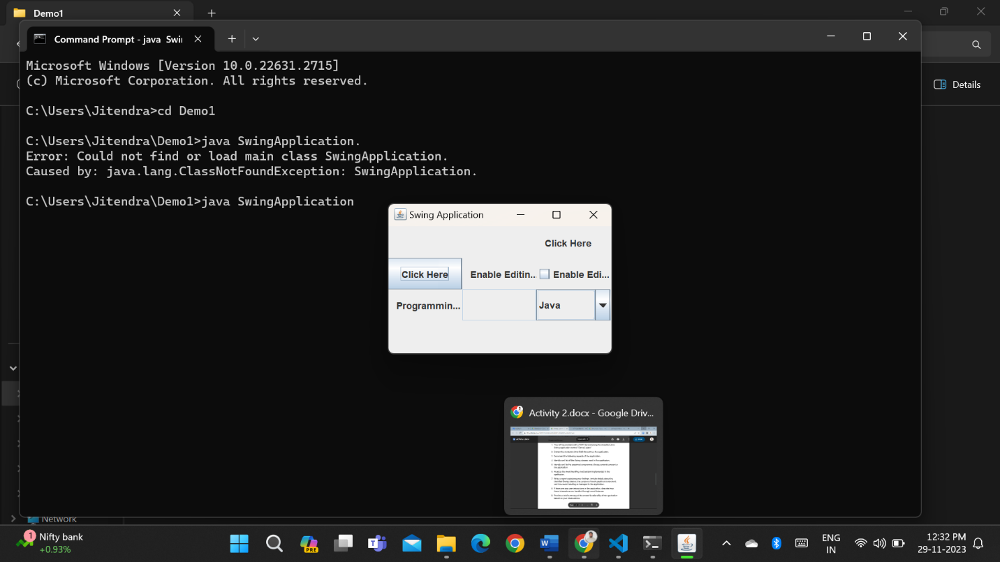 Demo1
Command Prompt - java Swi
Details
Microsoft Windows [Version 10.0.22631.2715]
(c) Microsoft Corporation. All rights reserved.
C:\Users\Jitendra>cd Demo1
C:\Users\Jitendra\Demo1>java SwingApplication.
Error: Could not find or load main class SwingApplication.
Caused by: java.lang.ClassNotFoundException: SwingApplication.
C:\Users\Jitendra\Demo1>java SwingApplication
Swing Application
Click Here
Click Here Enable Editin... Enable Edi...
Programmin... Java
Activity 2.docx - Google Driv...
Network
1 Nifty bank
+0.93%
PRE
ENG
IN
12:32 PM
29-11-2023